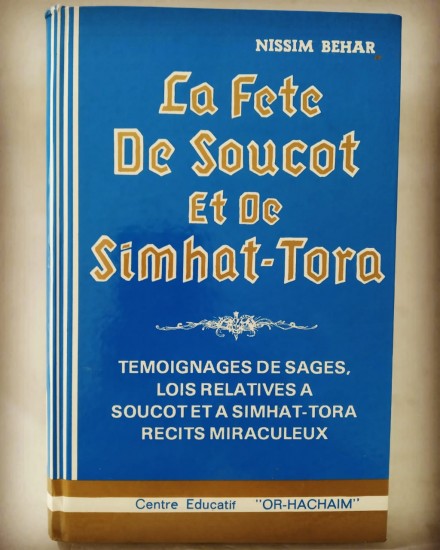 NISSIM BEHAR
La Fete
De Soucot
Et De
Simhat-Tora
TEMOIGNAGES DE SAGES,
LOIS RELATIVES A
SOUCOT ET A SIMHAT-TORA
RECITS MIRACULEUX
Centre Educatif "OR-HACHAIM"